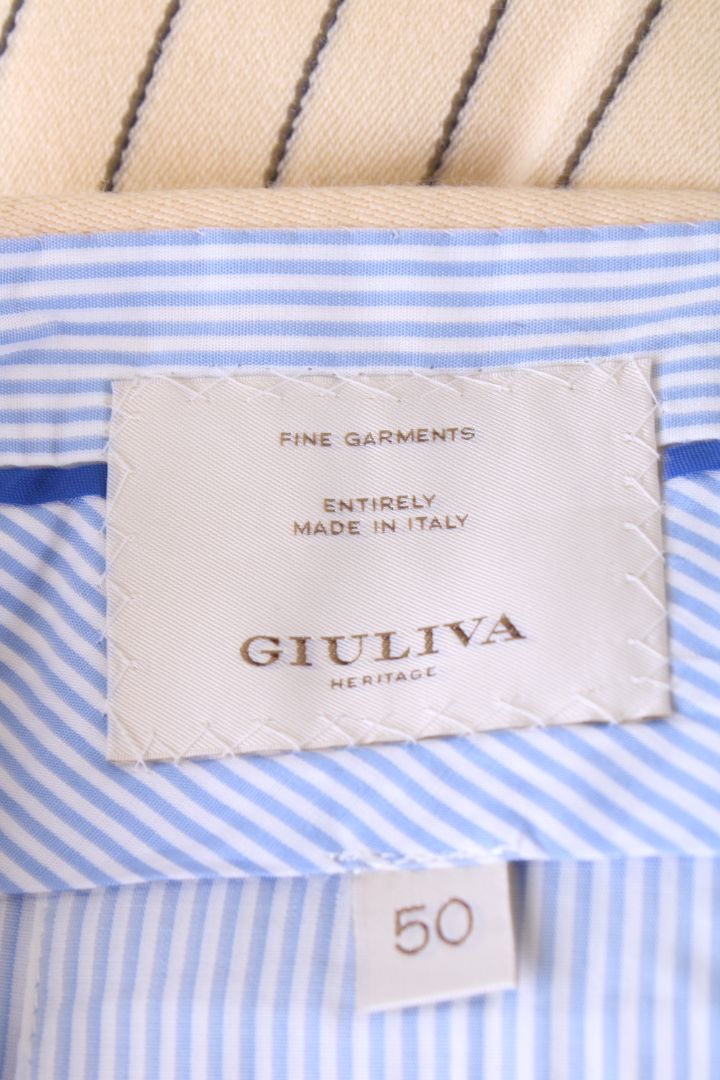 FINE GARMENTS
ENTIRELY
MADE IN ITALY
GIULIVA
HERITAGE
50